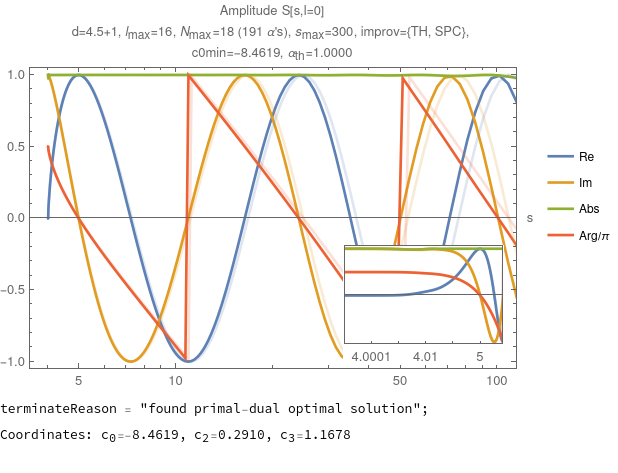 Amplitude S[s,l=0]
d=4.5+1, lmax=16, Nmax=18 (191 α's), smax=300, improv={TH, SPC},
c0min=−8.4619, αth=1.0000
1.0
0.5
0.0
−0.5
−1.0
5
10
50
100
s
4.0001
4.01
5
Re
Im
Abs
Arg/π
terminateReason = "found primal-dual optimal solution";
Coordinates: c0=-8.4619, c2=0.2910, c3=1.1678